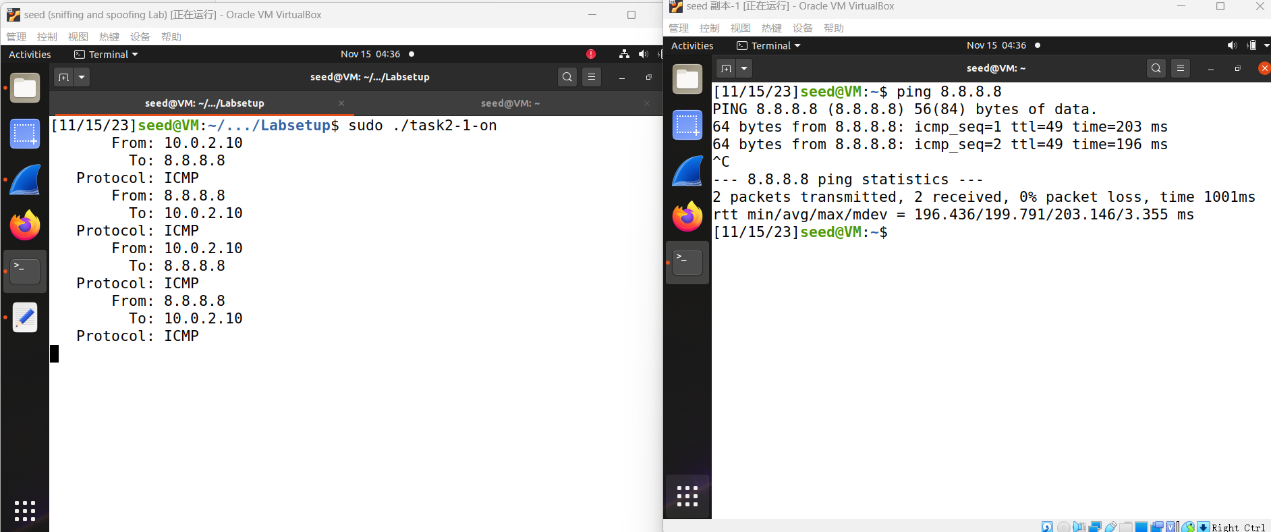 seed (sniffing and spoofing Lab) [正在运行] - Oracle VM VirtualBox
管理 控制 视图 热键 设备 帮助
Activities Terminal Nov 15 04:36
seed@VM: ~/.../Labsetup
seed@VM: ~/.../Labsetup seed@VM: ~
[11/15/23]seed@VM:~/.../Labsetup$ sudo ./task2-1-on
From: 10.0.2.10
To: 8.8.8.8
Protocol: ICMP
From: 8.8.8.8
To: 10.0.2.10
Protocol: ICMP
From: 10.0.2.10
To: 8.8.8.8
Protocol: ICMP
From: 8.8.8.8
To: 10.0.2.10
Protocol: ICMP
seed 副本-1 [正在运行] - Oracle VM VirtualBox
管理 控制 视图 热键 设备 帮助
Activities Terminal Nov 15 04:36
seed@VM: ~
[11/15/23]seed@VM:~$ ping 8.8.8.8
PING 8.8.8.8 (8.8.8.8) 56(84) bytes of data.
64 bytes from 8.8.8.8: icmp_seq=1 ttl=49 time=203 ms
64 bytes from 8.8.8.8: icmp_seq=2 ttl=49 time=196 ms
^C
--- 8.8.8.8 ping statistics ---
2 packets transmitted, 2 received, 0% packet loss, time 1001ms
rtt min/avg/max/mdev = 196.436/199.791/203.146/3.355 ms
[11/15/23]seed@VM:~$
Right Ctrl